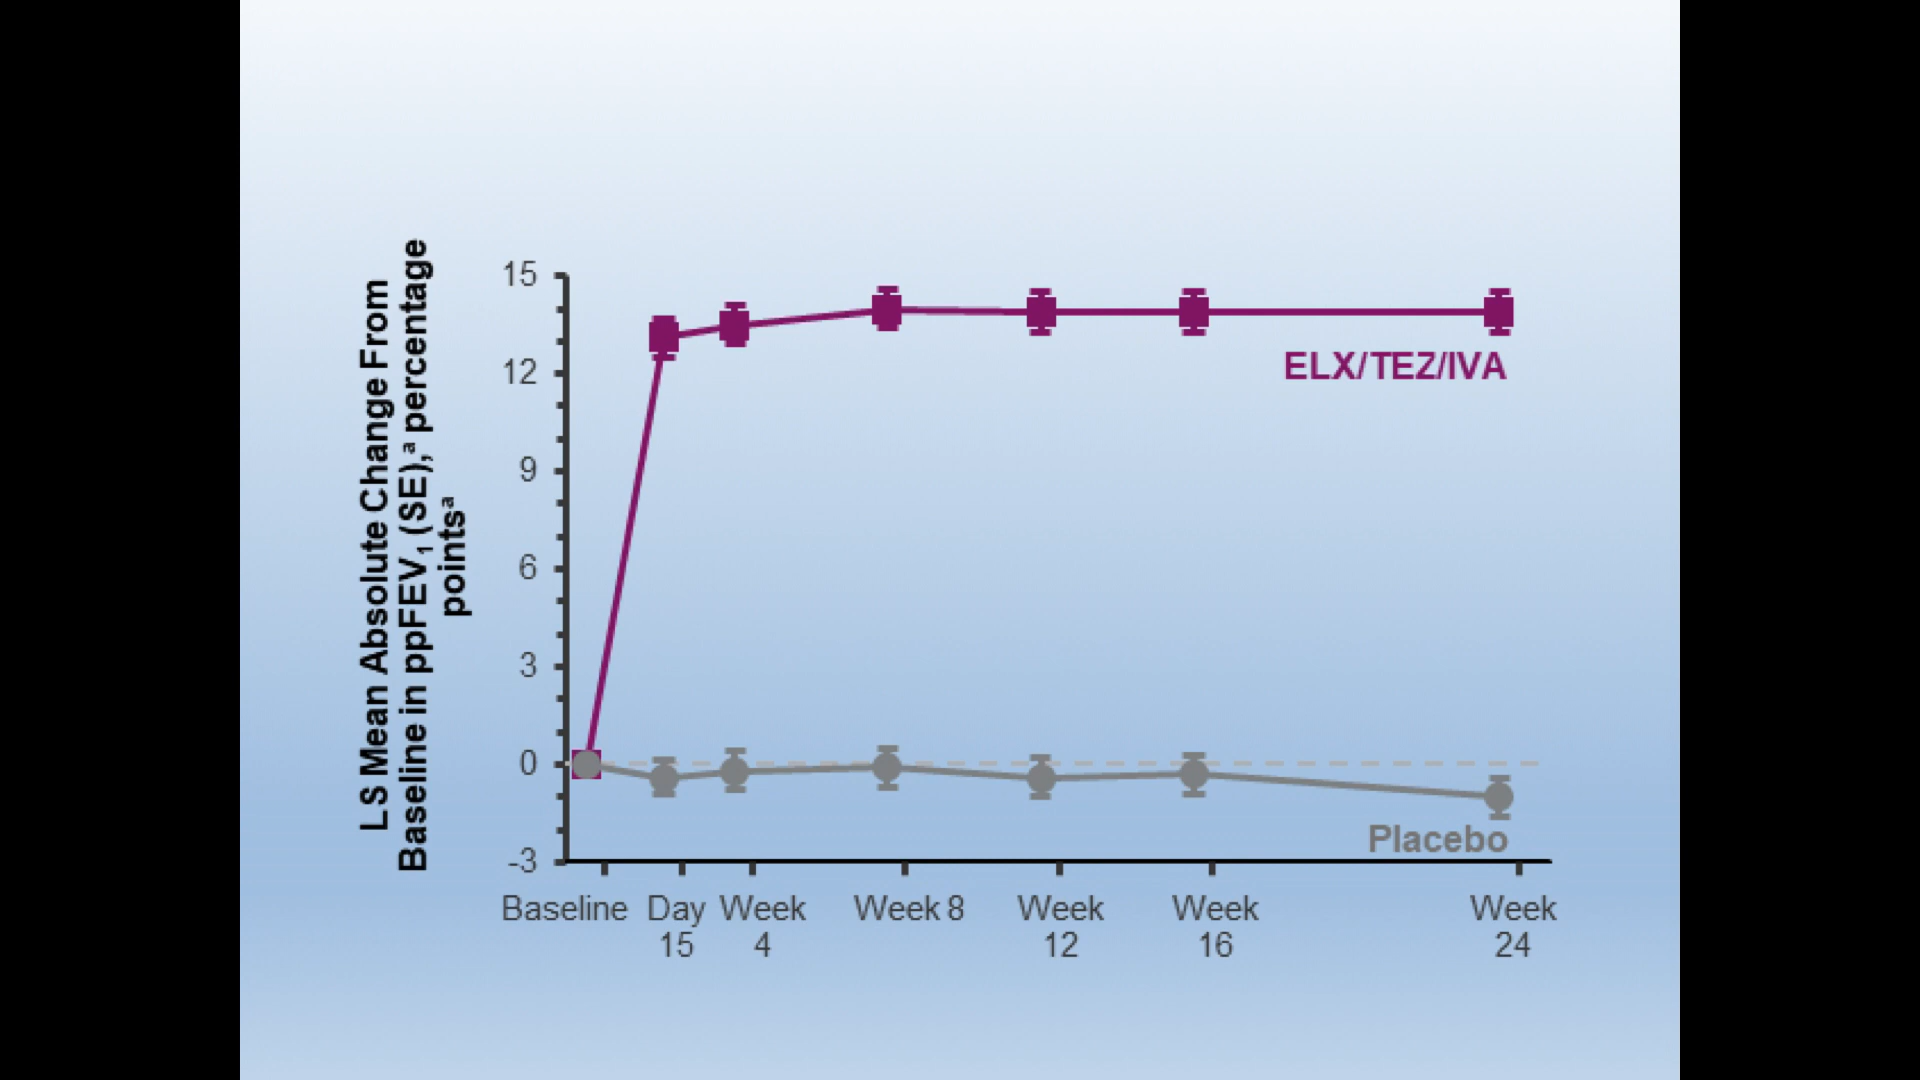 LS Mean Absolute Change From
Baseline in ppFEV₁ (SE),ᵃ percentage
pointsᵃ
15
12
9
6
3
0
-3
ELX/TEZ/IVA
Placebo
Baseline
Day
15
Week
4
Week 8
Week
12
Week
16
Week
24